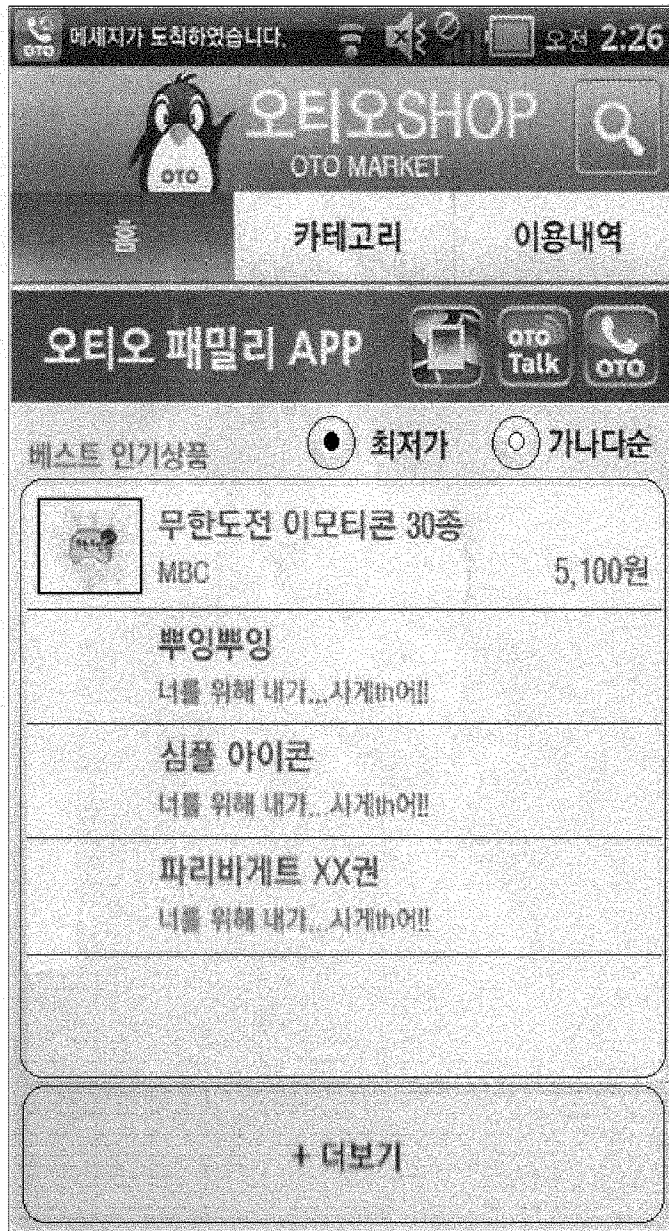 OTO 메세지가 도착하였습니다. 오전 2:26
오티오SHOP
OTO MARKET
OTO
홈 카테고리 이용내역
오티오 패밀리 APP OTO Talk OTO
베스트 인기상품 최저가 가나다순
무한도전 이모티콘 30종
MBC 5,100원
뿌잉뿌잉
너를 위해 내가...사게th어!!
심플 아이콘
너를 위해 내가...사게th어!!
파리바게트 XX권
너를 위해 내가...사게th어!!
+ 더보기